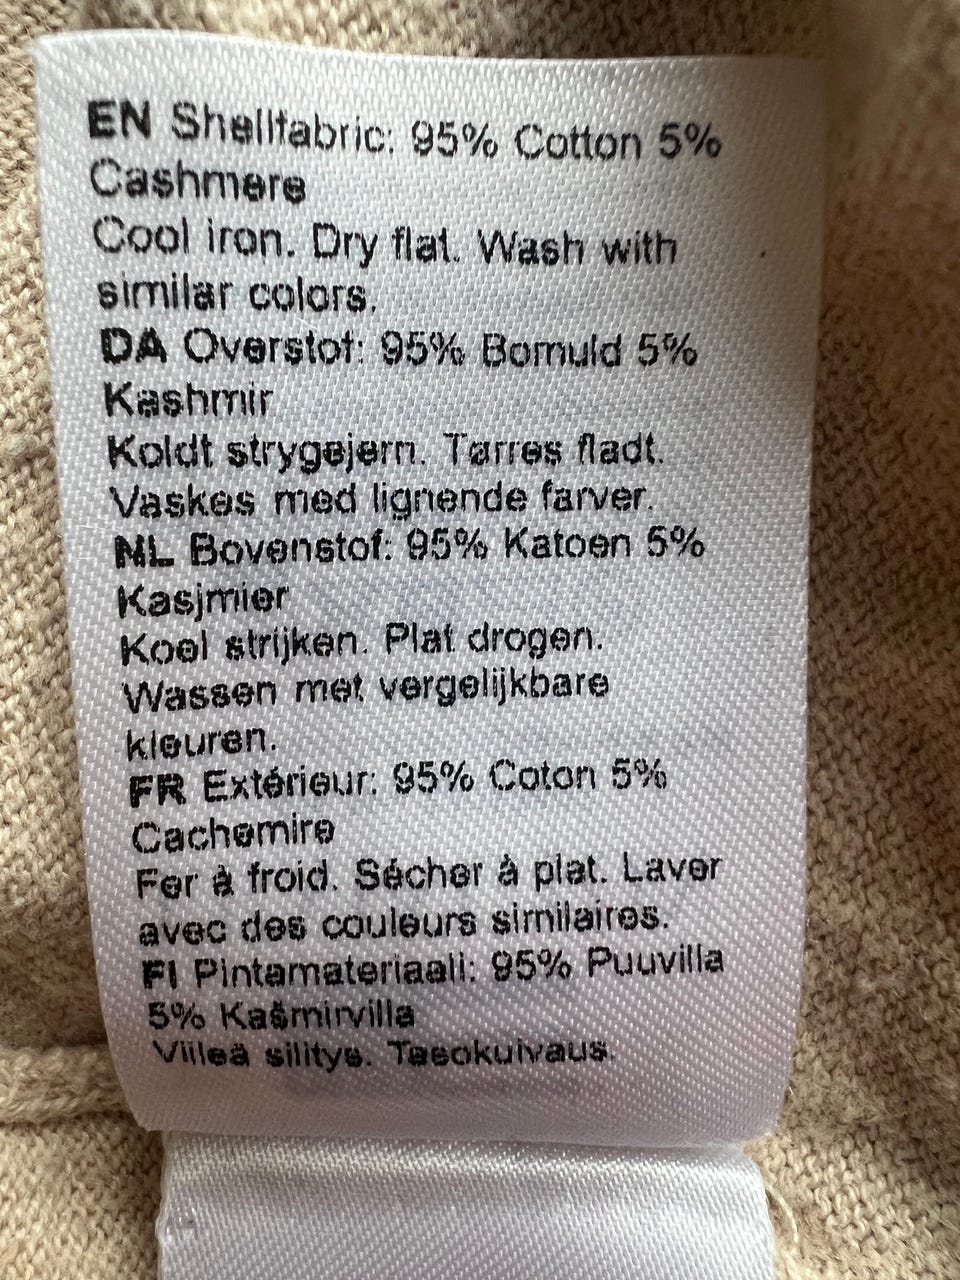 EN Shellfabric: 95% Cotton 5%
Cashmere
Cool iron. Dry flat. Wash with
similar colors.
DA Overstof: 95% Bomuld 5%
Kashmir
Koldt strygejern. Tørres fladt.
Vaskes med lignende farver.
NL Bovenstof: 95% Katoen 5%
Kasjmier
Koel strijken. Plat drogen.
Wassen met vergelijkbare
kleuren.
FR Extérieur: 95% Coton 5%
Cachemire
Fer à froid. Sécher à plat. Laver
avec des couleurs similaires.
FI Pintamateriaali: 95% Puuvilla
5% Kašmirvilla
Viileä silitys. Tasokuivaus.